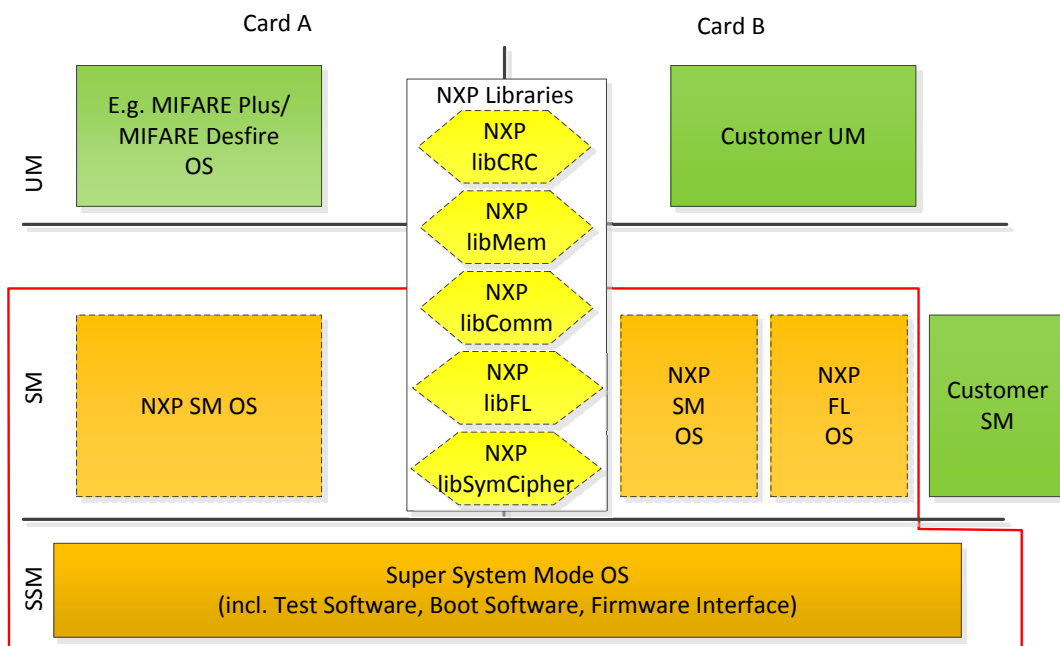 Card A
Card B
UM
E.g. MIFARE Plus/
MIFARE Desfire
OS
NXP Libraries
NXP
libCRC
NXP
libMem
NXP
libComm
NXP
libFL
NXP
libSymCipher
Customer UM
SM
NXP SM OS
NXP
SM
OS
NXP
FL
OS
Customer
SM
SSM
Super System Mode OS
(incl. Test Software, Boot Software, Firmware Interface)